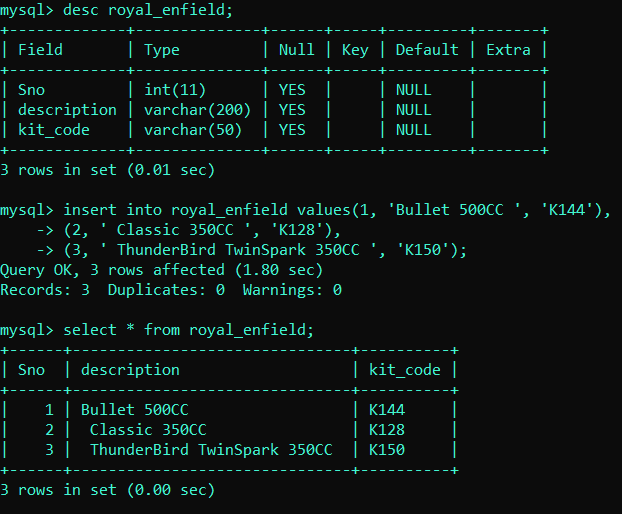 mysql> desc royal_enfield;
+-------------+--------------+------+-----+---------+-------+
| Field       | Type         | Null | Key | Default | Extra |
+-------------+--------------+------+-----+---------+-------+
| Sno         | int(11)      | YES  |     | NULL    |       |
| description | varchar(200) | YES  |     | NULL    |       |
| kit_code    | varchar(50)  | YES  |     | NULL    |       |
+-------------+--------------+------+-----+---------+-------+
3 rows in set (0.01 sec)

mysql> insert into royal_enfield values(1, 'Bullet 500CC ', 'K144'),
    -> (2, ' Classic 350CC ', 'K128'),
    -> (3, ' ThunderBird TwinSpark 350CC ', 'K150');
Query OK, 3 rows affected (1.80 sec)
Records: 3  Duplicates: 0  Warnings: 0

mysql> select * from royal_enfield;
+------+-------------------------------+----------+
| Sno  | description                   | kit_code |
+------+-------------------------------+----------+
|    1 | Bullet 500CC                  | K144     |
|    2 |  Classic 350CC                | K128     |
|    3 |  ThunderBird TwinSpark 350CC  | K150     |
+------+-------------------------------+----------+
3 rows in set (0.00 sec)